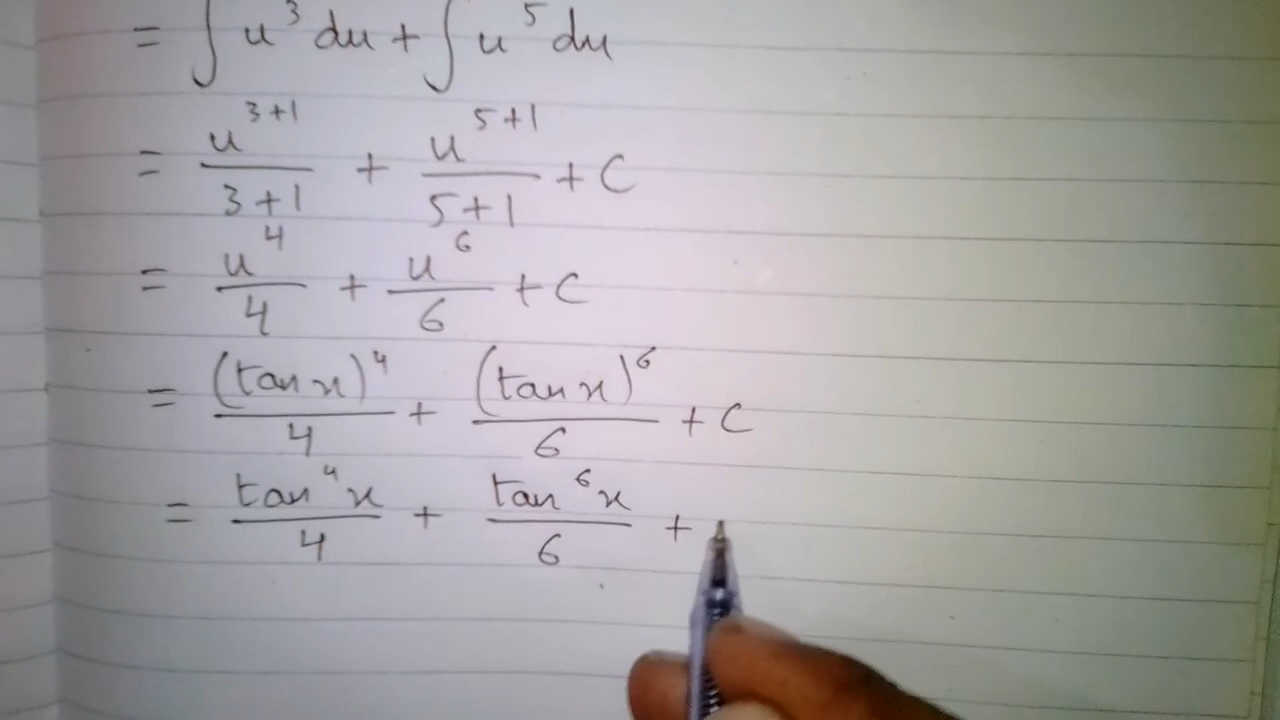 = ∫ u³ du + ∫ u⁵ du
= u^(3+1)/(3+1) + u^(5+1)/(5+1) + C
= u⁴/4 + u⁶/6 + C
= (tan x)⁴/4 + (tan x)⁶/6 + C
= tan⁴x/4 + tan⁶x/6 +